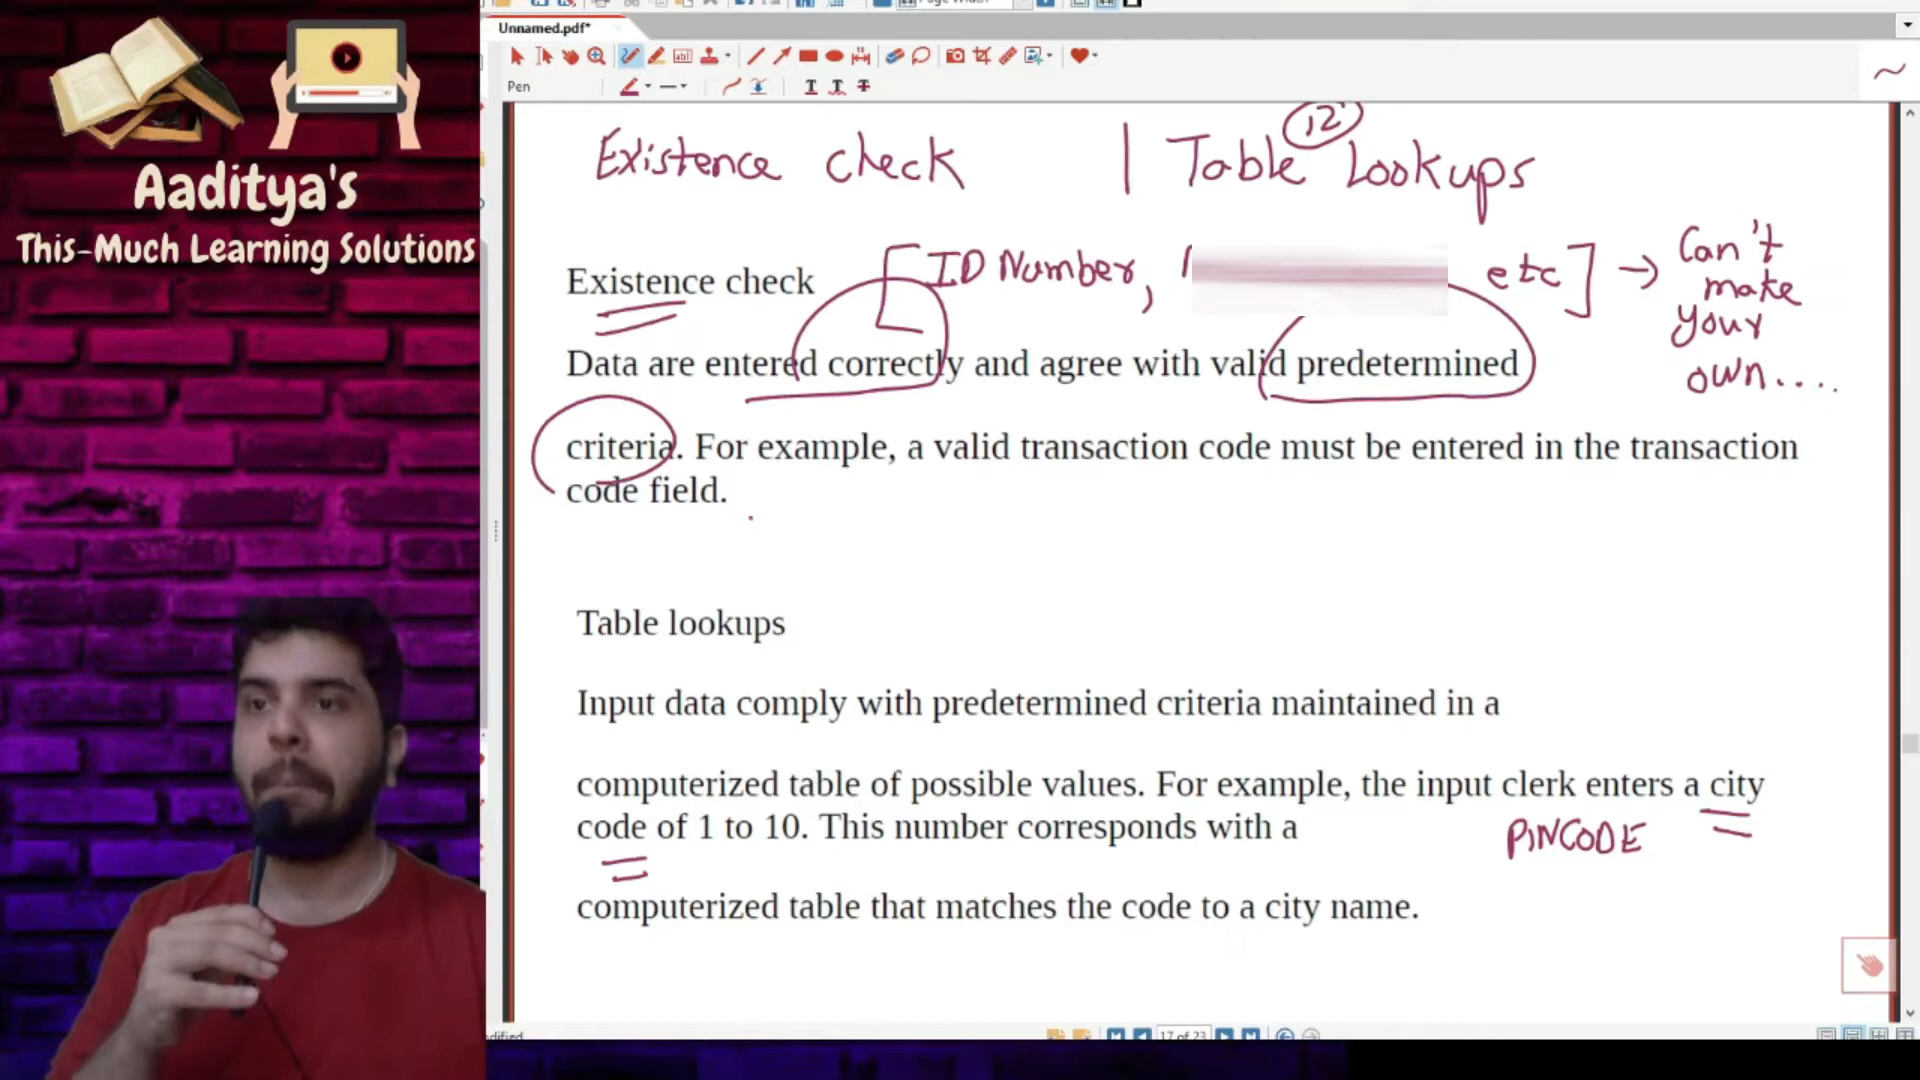 Unnamed.pdf*
Pen
Aaditya's
This-Much Learning Solutions
12
Existence check | Table Lookups
[ID Number, etc] → Can't make your own....
Existence check
Data are entered correctly and agree with valid predetermined
criteria. For example, a valid transaction code must be entered in the transaction
code field.
Table lookups
Input data comply with predetermined criteria maintained in a
computerized table of possible values. For example, the input clerk enters a city
code of 1 to 10. This number corresponds with a
PINCODE
computerized table that matches the code to a city name.
17 of 23